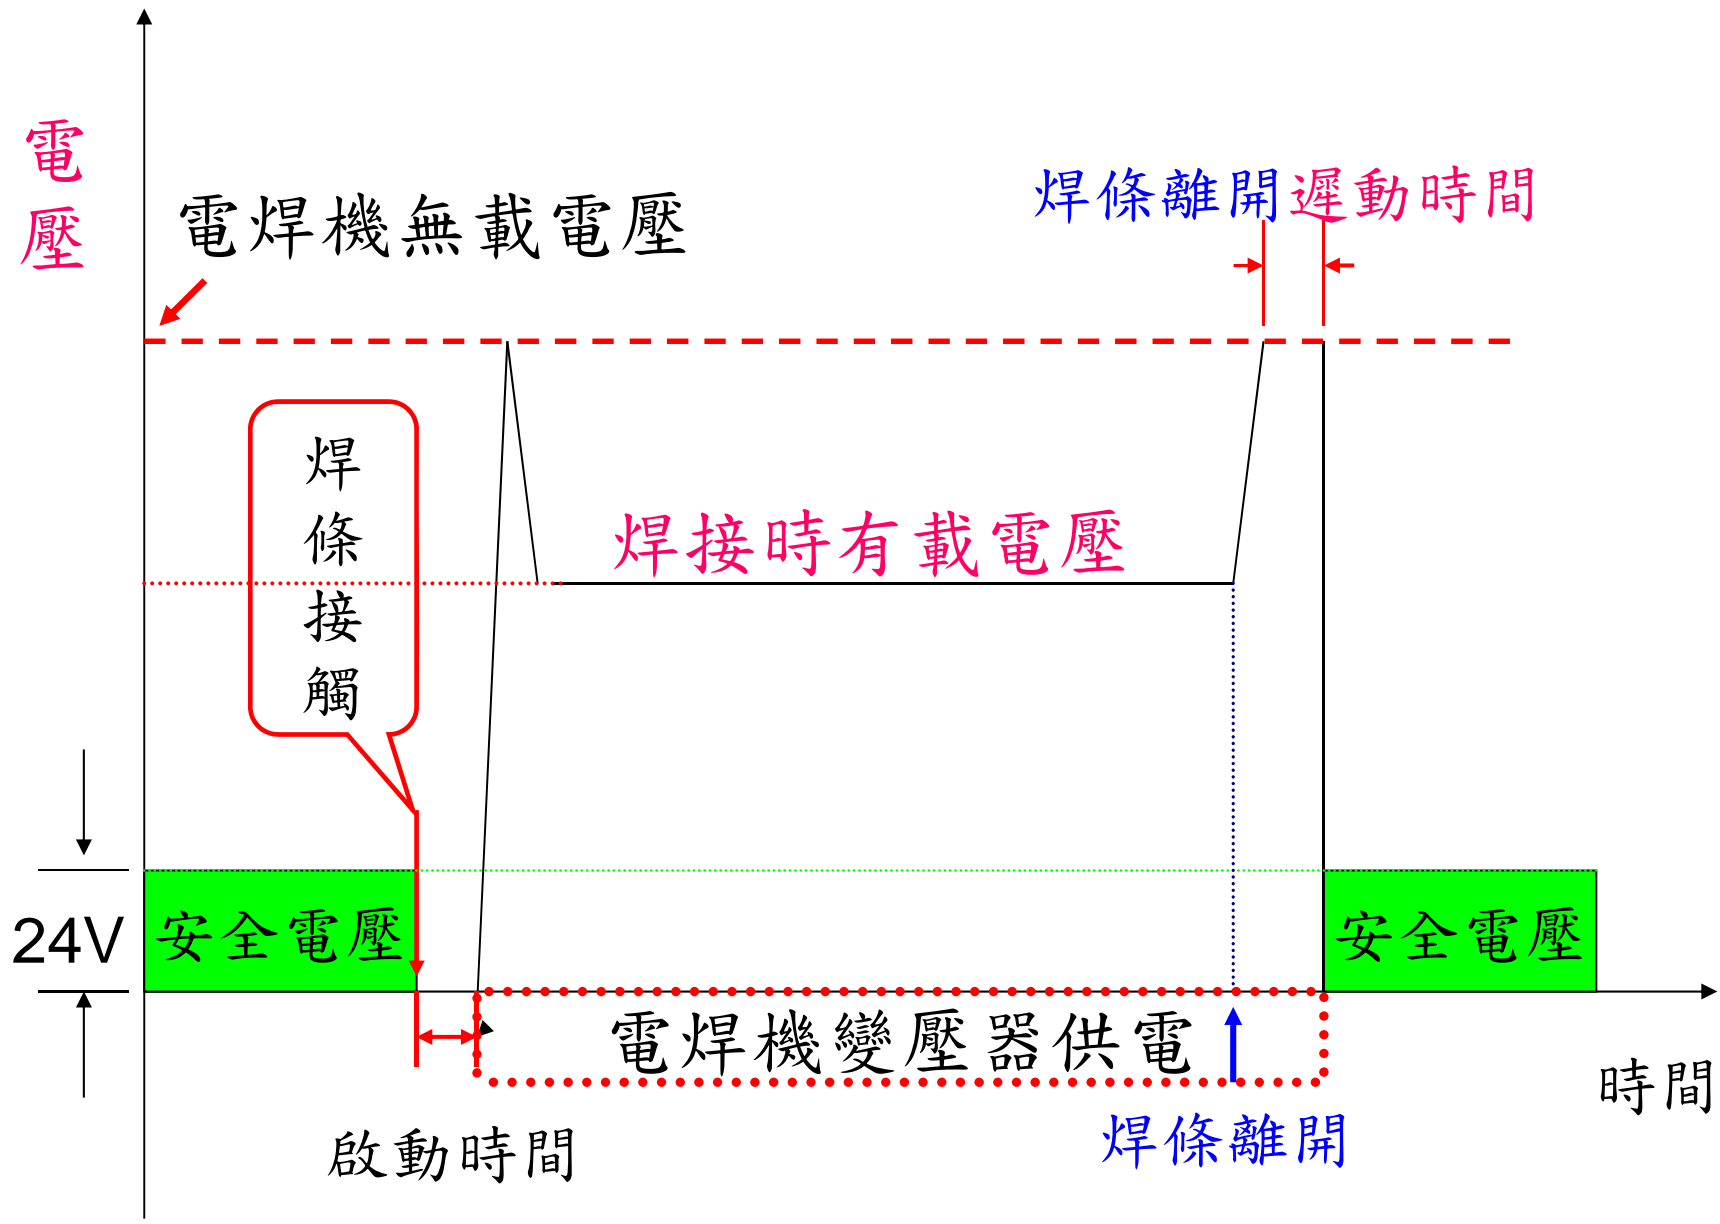 電壓
電焊機無載電壓
焊條離開遲動時間
焊條接觸
焊接時有載電壓
24V
安全電壓
安全電壓
電焊機變壓器供電
時間
啟動時間
焊條離開